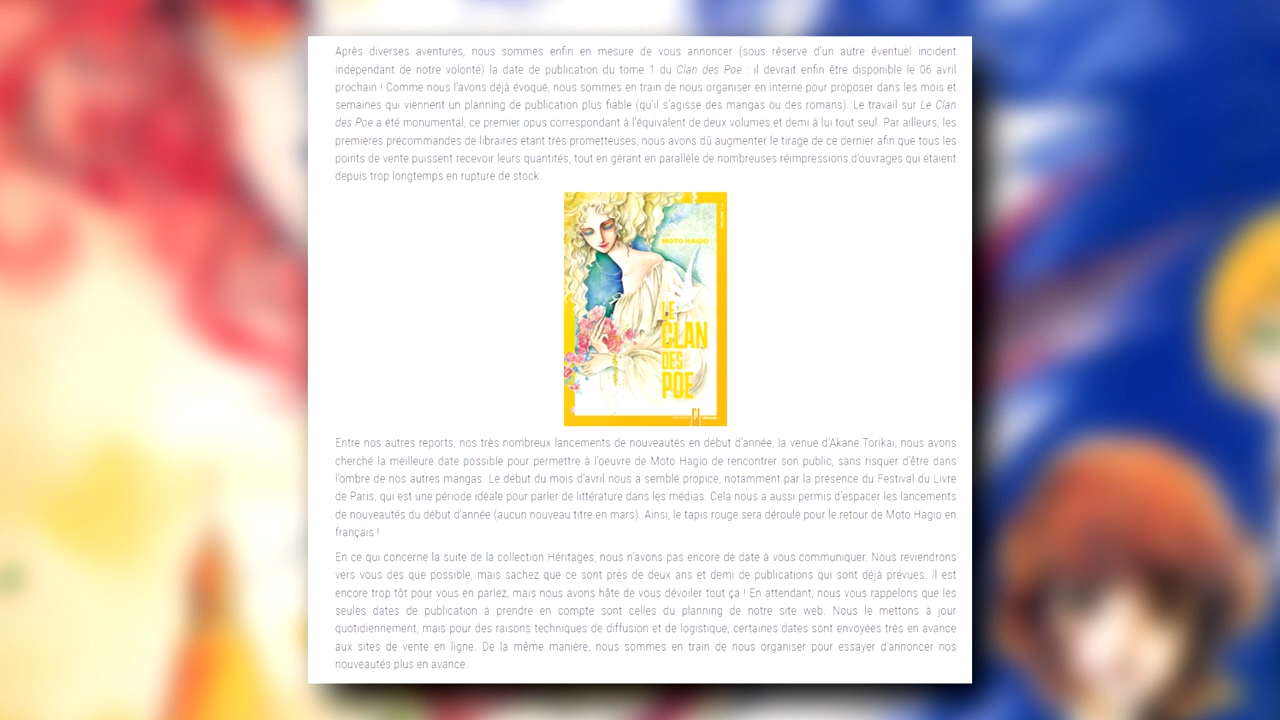 Après diverses aventures, nous sommes enfin en mesure de vous annoncer (sous réserve d'un autre éventuel incident
indépendant de notre volonté) la date de publication du tome 1 du Clan des Poe : il devrait enfin être disponible le 06 avril
prochain ! Comme nous l'avons déjà évoqué, nous sommes en train de nous organiser en interne pour proposer dans les mois et
semaines qui viennent un planning de publication plus fiable (qu'il s'agisse des mangas ou des romans). Le travail sur Le Clan
des Poe a été monumental, ce premier opus correspondant à l'équivalent de deux volumes et demi à lui tout seul. Par ailleurs, les
premières précommandes de libraires étant très prometteuses, nous avons dû augmenter le tirage de ce dernier afin que tous les
points de vente puissent recevoir leurs quantités, tout en gérant en parallèle de nombreuses réimpressions d'ouvrages qui étaient
depuis trop longtemps en rupture de stock.
MOTO HAGIO
LE
CLAN
DES
POE
Entre nos autres reports, nos très nombreux lancements de nouveautés en début d'année, la venue d'Akane Torikai, nous avons
cherché la meilleure date possible pour permettre à l'oeuvre de Moto Hagio de rencontrer son public, sans risquer d'être dans
l'ombre de nos autres mangas. Le début du mois d'avril nous a semblé propice, notamment par la présence du Festival du Livre
de Paris, qui est une période idéale pour parler de littérature dans les médias. Cela nous a aussi permis d'espacer les lancements
de nouveautés du début d'année (aucun nouveau titre en mars). Ainsi, le tapis rouge sera déroulé pour le retour de Moto Hagio en
français !
En ce qui concerne la suite de la collection Héritages, nous n'avons pas encore de date à vous communiquer. Nous reviendrons
vers vous dès que possible, mais sachez que ce sont près de deux ans et demi de publications qui sont déjà prévues. Il est
encore trop tôt pour vous en parlez, mais nous avons hâte de vous dévoiler tout ça ! En attendant, nous vous rappelons que les
seules dates de publication à prendre en compte sont celles du planning de notre site web. Nous le mettons à jour
quotidiennement, mais pour des raisons techniques de diffusion et de logistique, certaines dates sont envoyées très en avance
aux sites de vente en ligne. De la même manière, nous sommes en train de nous organiser pour essayer d'annoncer nos
nouveautés plus en avance.